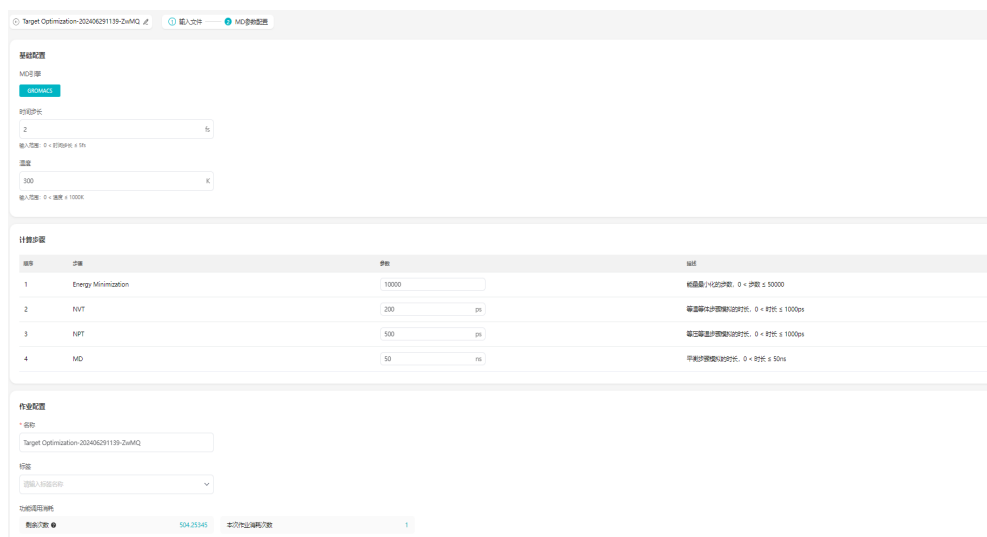 Target Optimization-202406291139-ZwMQ 1 输入文件 2 MD参数配置
基础配置
MD引擎
GROMACS
时间步长
2 fs
输入范围：0 < 时间步长 ≤ 5fs
温度
300 K
输入范围：0 < 温度 ≤ 1000K
计算步骤
顺序 步骤 参数 描述
1 Energy Minimization 10000 能量最小化的步数，0 < 步数 ≤ 50000
2 NVT 200 ps 等温等体步骤模拟的时长，0 < 时长 ≤ 1000ps
3 NPT 500 ps 等压等温步骤模拟的时长，0 < 时长 ≤ 1000ps
4 MD 50 ns 平衡步骤模拟的时长，0 < 时长 ≤ 50ns
作业配置
* 名称
Target Optimization-202406291139-ZwMQ
标签
请输入标签名称
功能调用消耗
剩余次数 504.25345 本次作业消耗次数 1